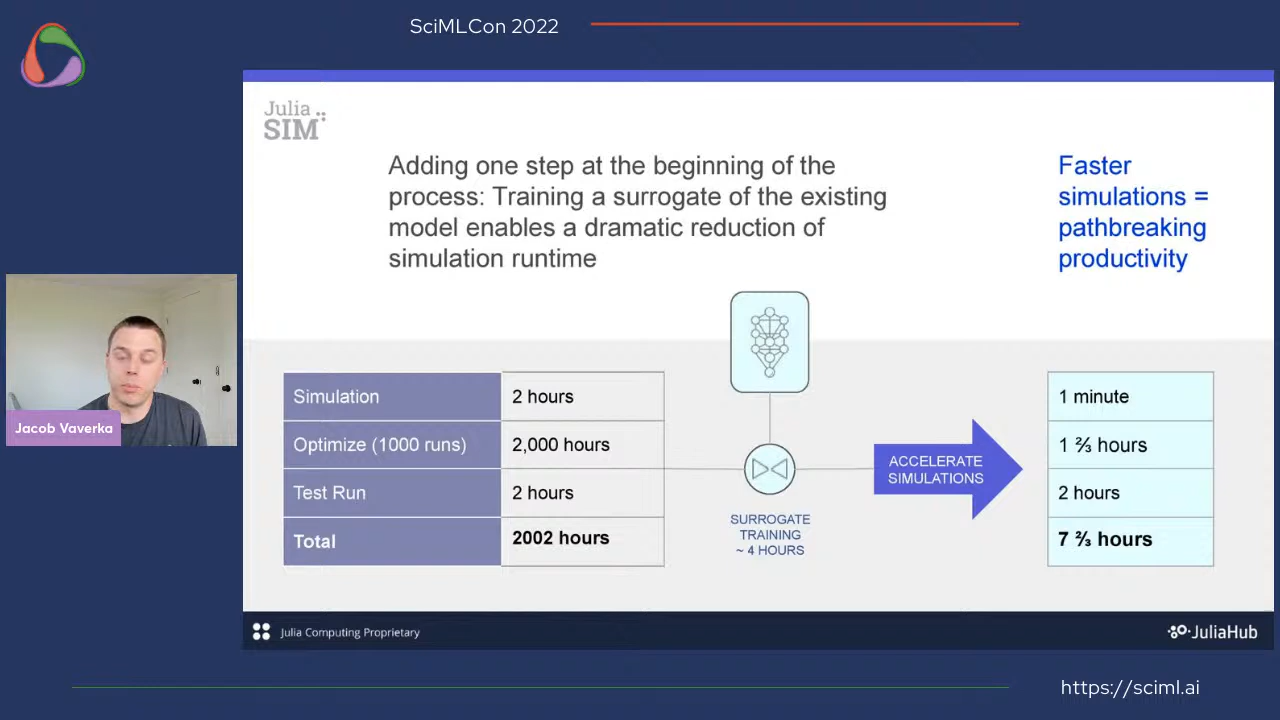 SciMLCon 2022
Julia
SIM
Adding one step at the beginning of the
process: Training a surrogate of the existing
model enables a dramatic reduction of
simulation runtime
Faster
simulations =
pathbreaking
productivity
Simulation 2 hours
Optimize (1000 runs) 2,000 hours
Test Run 2 hours
Total 2002 hours
SURROGATE
TRAINING
~ 4 HOURS
ACCELERATE
SIMULATIONS
1 minute
1 ⅔ hours
2 hours
7 ⅔ hours
Jacob Vaverka
Julia Computing Proprietary
JuliaHub
https://sciml.ai